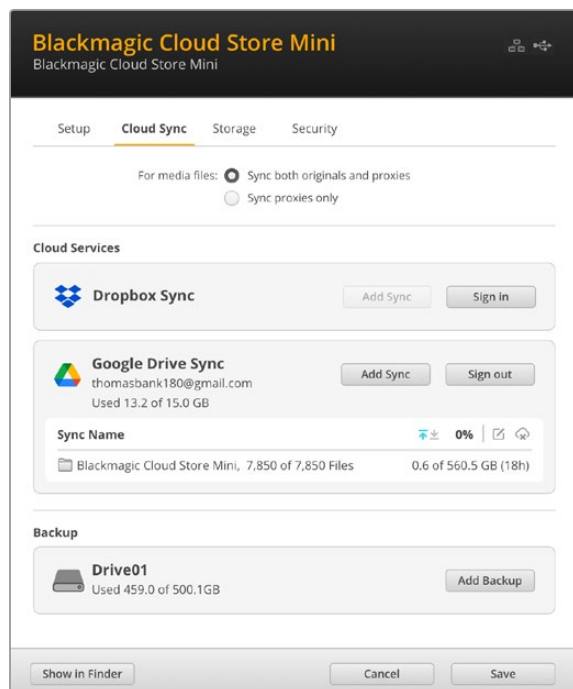 Blackmagic Cloud Store Mini
Blackmagic Cloud Store Mini
Setup Cloud Sync Storage Security
For media files: Sync both originals and proxies
Sync proxies only
Cloud Services
Dropbox Sync Add Sync Sign in
Google Drive Sync
thomasbank180@gmail.com
Used 13.2 of 15.0 GB
Add Sync Sign out
Sync Name 0%
Blackmagic Cloud Store Mini, 7,850 of 7,850 Files 0.6 of 560.5 GB (18h)
Backup
Drive01
Used 459.0 of 500.1GB
Add Backup
Show in Finder Cancel Save